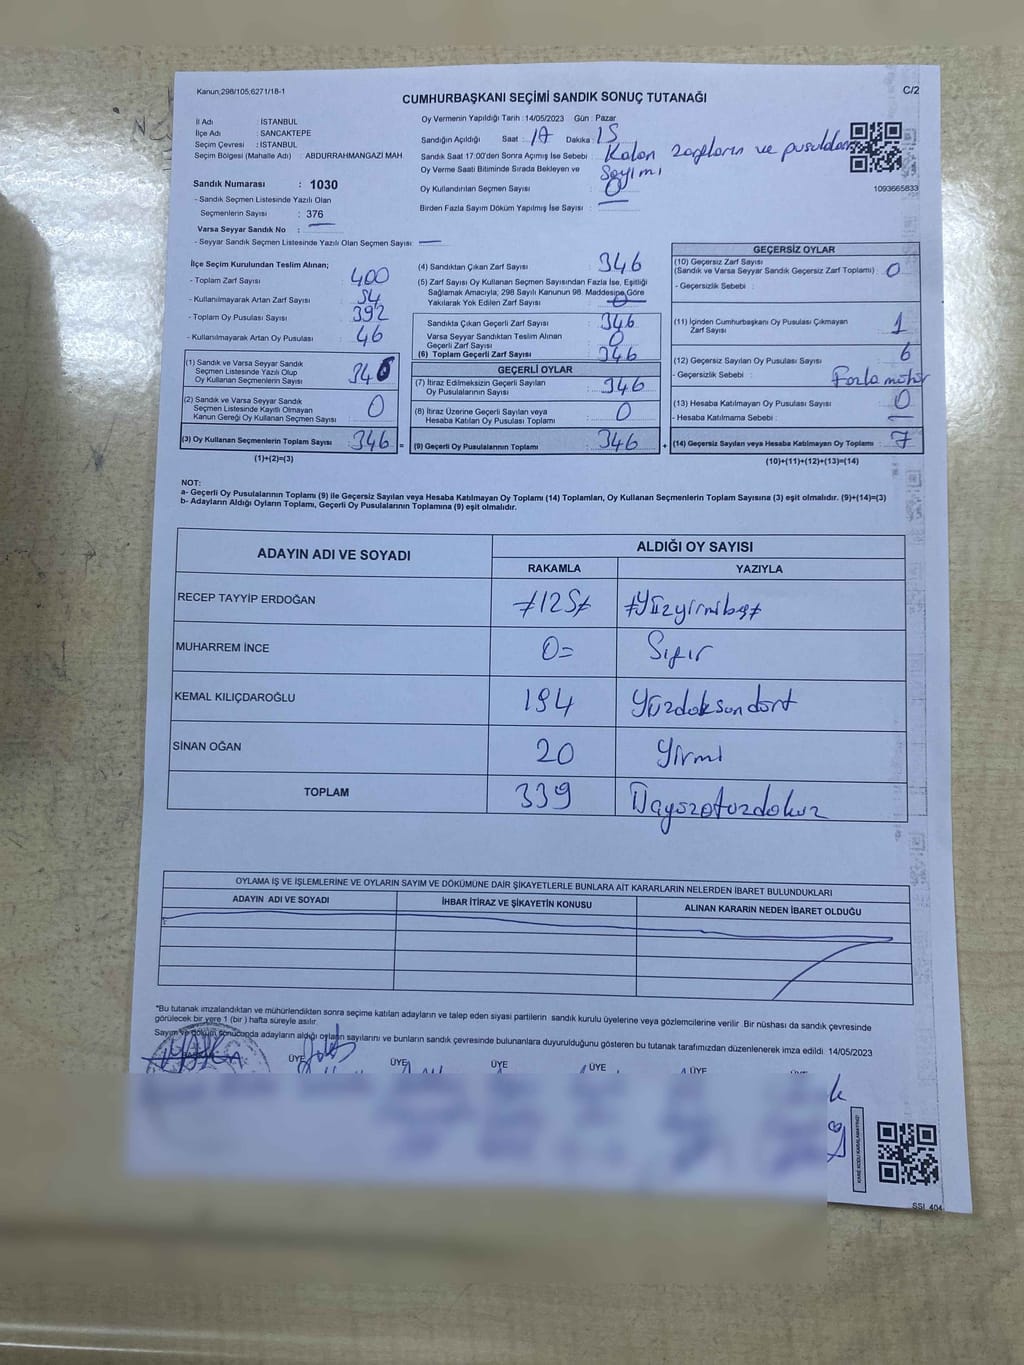 Kanun;298/105;6271/18-1
C/2
CUMHURBAŞKANI SEÇİMİ SANDIK SONUÇ TUTANAĞI
İl Adı : İSTANBUL
İlçe Adı : SANCAKTEPE
Seçim Çevresi : İSTANBUL
Seçim Bölgesi (Mahalle Adı) : ABDURRAHMANGAZİ MAH
Sandık Numarası : 1030
- Sandık Seçmen Listesinde Yazılı Olan
Seçmenlerin Sayısı : 376
Varsa Seyyar Sandık No :
- Seyyar Sandık Seçmen Listesinde Yazılı Olan Seçmen Sayısı:
Oy Vermenin Yapıldığı Tarih : 14/05/2023 Gün : Pazar
Sandığın Açıldığı Saat : 17 Dakika : 15
Sandık Saat 17:00'den Sonra Açımış İse Sebebi : Kalan zarfların ve pusulaların
Oy Verme Saati Bitiminde Sırada Bekleyen ve Sayımı
Oy Kullandırılan Seçmen Sayısı : 0
Birden Fazla Sayım Döküm Yapılmış İse Sayısı :
1093665833
İlçe Seçim Kurulundan Teslim Alınan;
- Toplam Zarf Sayısı : 400
- Kullanılmayarak Artan Zarf Sayısı : 54
- Toplam Oy Pusulası Sayısı : 392
- Kullanılmayarak Artan Oy Pusulası : 46
(1) Sandık ve Varsa Seyyar Sandık
Seçmen Listesinde Yazılı Olup
Oy Kullanan Seçmenlerin Sayısı : 346
(2) Sandık ve Varsa Seyyar Sandık
Seçmen Listesinde Kayıtlı Olmayan
Kanun Gereği Oy Kullanan Seçmen Sayısı : 0
(3) Oy Kullanan Seçmenlerin Toplam Sayısı : 346 =
(1)+(2)=(3)
(4) Sandıktan Çıkan Zarf Sayısı : 346
(5) Zarf Sayısı Oy Kullanan Seçmen Sayısından Fazla İse, Eşitliği
Sağlamak Amacıyla; 298 Sayılı Kanunun 98. Maddesine Göre
Yakılarak Yok Edilen Zarf Sayısı : 0
Sandıkta Çıkan Geçerli Zarf Sayısı : 346
Varsa Seyyar Sandıktan Teslim Alınan
Geçerli Zarf Sayısı : 0
(6) Toplam Geçerli Zarf Sayısı : 346
GEÇERLİ OYLAR
(7) İtiraz Edilmeksizin Geçerli Sayılan
Oy Pusulalarının Sayısı : 346
(8) İtiraz Üzerine Geçerli Sayılan veya
Hesaba Katılan Oy Pusulası Toplamı : 0
(9) Geçerli Oy Pusulalarının Toplamı : 346 +
GEÇERSİZ OYLAR
(10) Geçersiz Zarf Sayısı
(Sandık ve Varsa Seyyar Sandık Geçersiz Zarf Toplamı) : 0
- Geçersizlik Sebebi :
(11) İçinden Cumhurbaşkanı Oy Pusulası Çıkmayan
Zarf Sayısı : 1
(12) Geçersiz Sayılan Oy Pusulası Sayısı : 6
- Geçersizlik Sebebi : Fazla mühür
(13) Hesaba Katılmayan Oy Pusulası Sayısı : 0
- Hesaba Katılmama Sebebi :
(14) Geçersiz Sayılan veya Hesaba Katılmayan Oy Toplamı : 7
(10)+(11)+(12)+(13)=(14)
NOT:
a- Geçerli Oy Pusulalarının Toplamı (9) ile Geçersiz Sayılan veya Hesaba Katılmayan Oy Toplamı (14) Toplamları, Oy Kullanan Seçmenlerin Toplam Sayısına (3) eşit olmalıdır. (9)+(14)=(3)
b- Adayların Aldığı Oyların Toplamı, Geçerli Oy Pusulalarının Toplamına (9) eşit olmalıdır.
ADAYIN ADI VE SOYADI
ALDIĞI OY SAYISI
RAKAMLA YAZIYLA
RECEP TAYYİP ERDOĞAN ≠125≠ ≠Yüzyirmibeş≠
MUHARREM İNCE 0= Sıfır
KEMAL KILIÇDAROĞLU 194 Yüzdoksandört
SİNAN OĞAN 20 Yirmi
TOPLAM 339 Üçyüzotuzdokuz
OYLAMA İŞ VE İŞLEMLERİNE VE OYLARIN SAYIM VE DÖKÜMÜNE DAİR ŞİKAYETLERLE BUNLARA AİT KARARLARIN NELERDEN İBARET BULUNDUKLARI
ADAYIN ADI VE SOYADI İHBAR İTİRAZ VE ŞİKAYETİN KONUSU ALINAN KARARIN NEDEN İBARET OLDUĞU
*Bu tutanak imzalandıktan ve mühürlendikten sonra seçime katılan adayların ve talep eden siyasi partilerin sandık kurulu üyelerine veya gözlemcilerine verilir. Bir nüshası da sandık çevresinde
görülecek bir yere 1 (bir ) hafta süreyle asılır.
Sayım ve döküm sonucunda adayların aldığı oyların sayılarını ve bunların sandık çevresinde bulunanlara duyurulduğunu gösteren bu tutanak tarafımızdan düzenlenerek imza edildi. 14/05/2023
ÜYE ÜYE ÜYE ÜYE ÜYE
KARE KODU KARALAMAYINIZ!
SSI_404